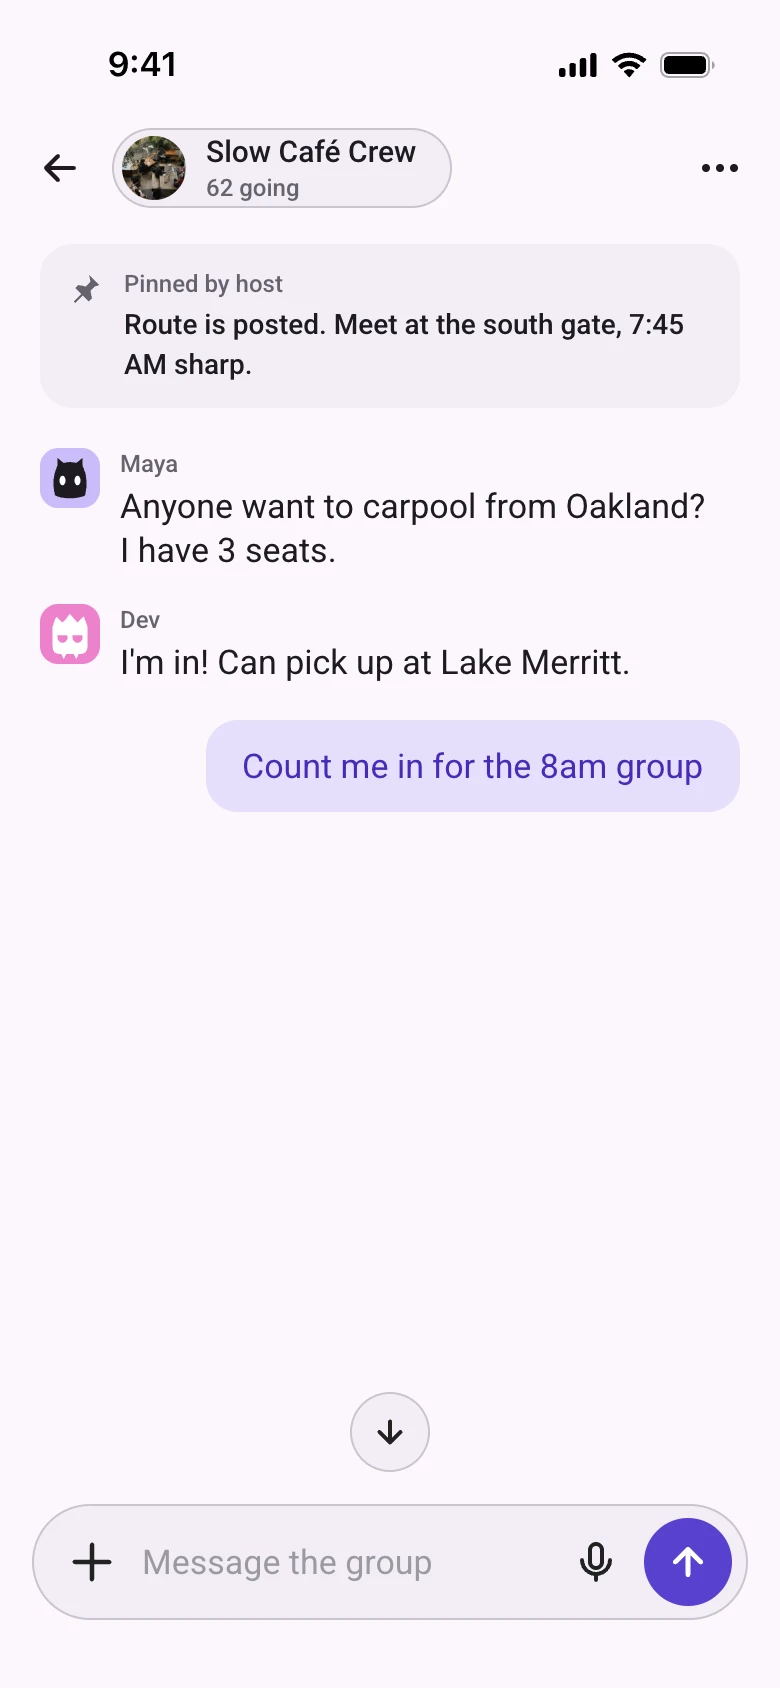 9:41
Slow Café Crew
62 going
Pinned by host
Route is posted. Meet at the south gate, 7:45
AM sharp.
Maya
Anyone want to carpool from Oakland?
I have 3 seats.
Dev
I'm in! Can pick up at Lake Merritt.
Count me in for the 8am group
Message the group